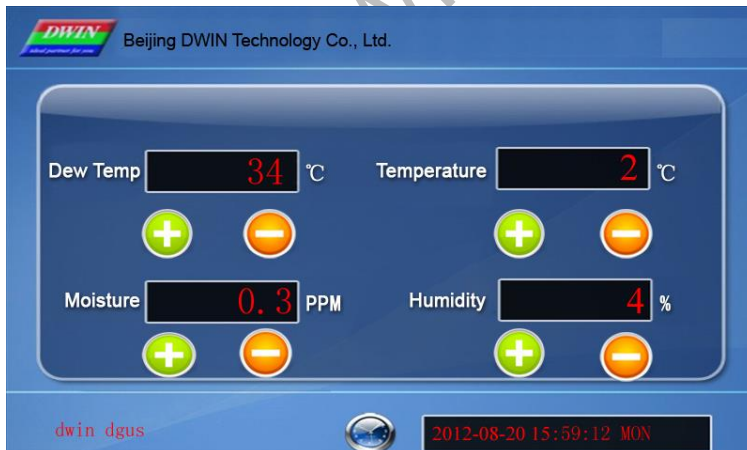 DWIN
Beijing DWIN Technology Co., Ltd.
ideal partner for you
Dew Temp 34 ℃ Temperature 2 ℃
Moisture 0.3 PPM Humidity 4 %
dwin dgus 2012-08-20 15:59:12 MON